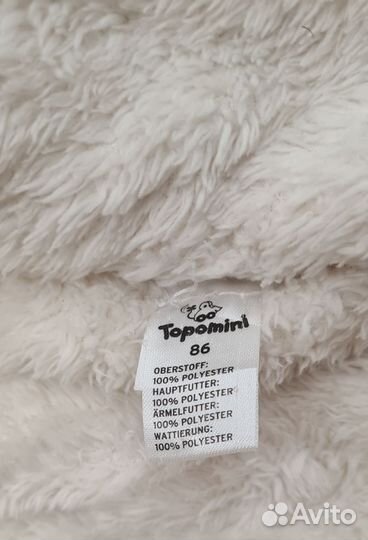 Topomini
86
OBERSTOFF:
100% POLYESTER
HAUPTFUTTER:
100% POLYESTER
ÄRMELFUTTER:
100% POLYESTER
WATTIERUNG:
100% POLYESTER
Avito